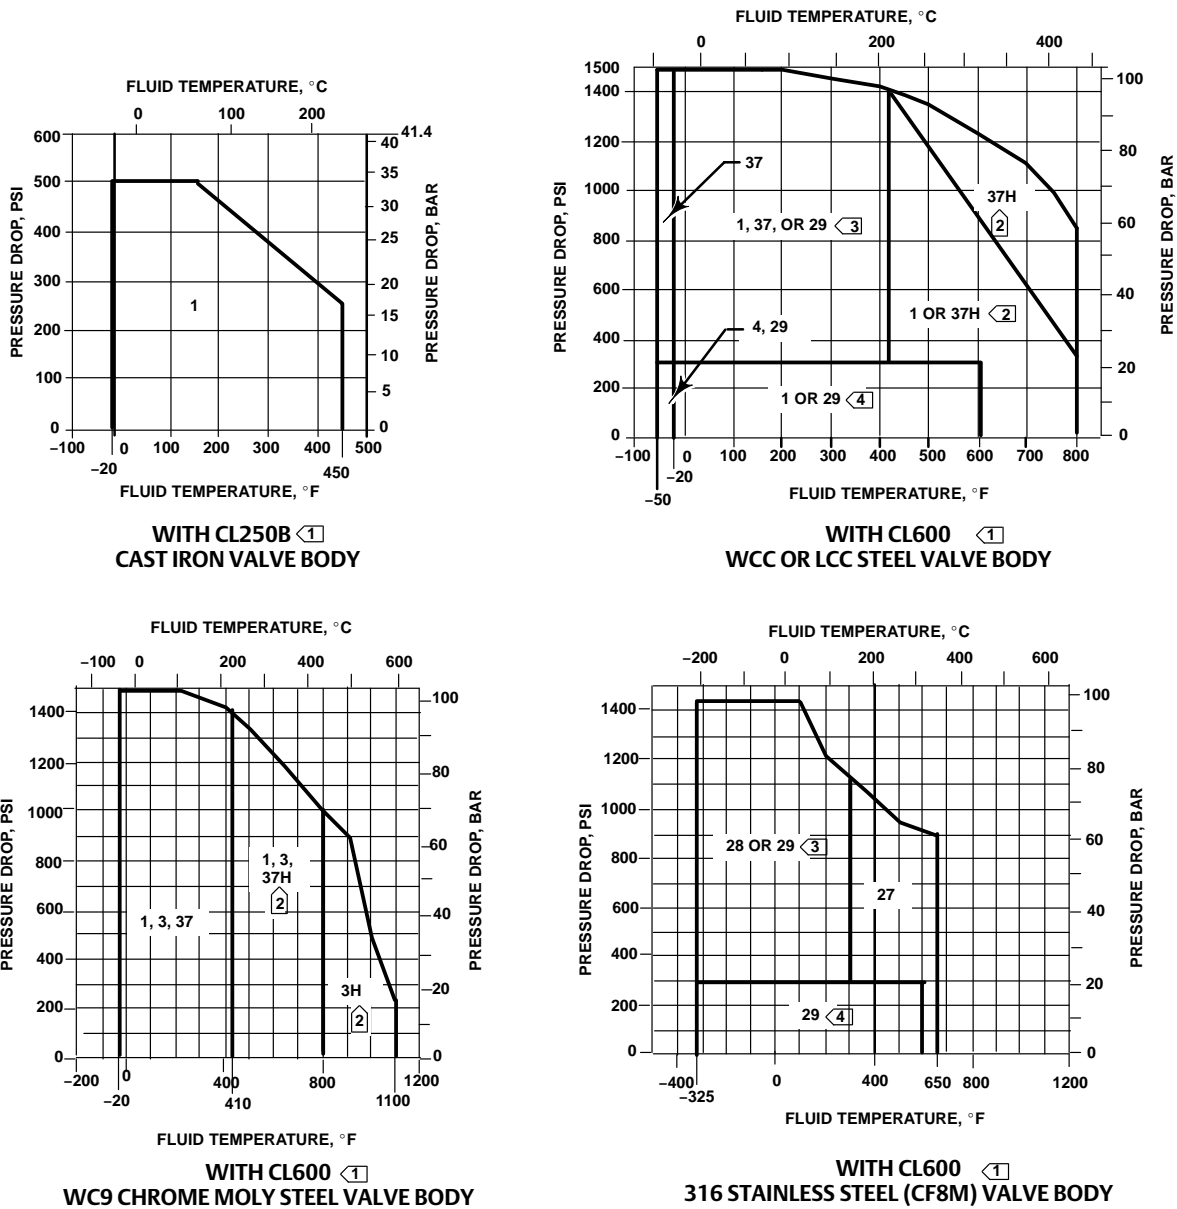 FLUID TEMPERATURE, °C
0 100 200
600 500 400 300 200 100 0
PRESSURE DROP, PSI
41.4
40 35 30 25 20 15 10 5 0
PRESSURE DROP, BAR
1
–100 0 100 200 300 400 500
–20 450
FLUID TEMPERATURE, °F
WITH CL250B 1
CAST IRON VALVE BODY
FLUID TEMPERATURE, °C
0 200 400
1500 1400 1200 1000 800 600 400 200 0
PRESSURE DROP, PSI
100 80 60 40 20 0
PRESSURE DROP, BAR
37
37H
2
1, 37, OR 29 3
1 OR 37H 2
4, 29
1 OR 29 4
–100 0 100 200 300 400 500 600 700 800
–20
–50
FLUID TEMPERATURE, °F
WITH CL600 1
WCC OR LCC STEEL VALVE BODY
FLUID TEMPERATURE, °C
–100 0 200 400 600
1400 1200 1000 800 600 400 200 0
PRESSURE DROP, PSI
100 80 60 40 20 0
PRESSURE DROP, BAR
1, 3,
37H
2
1, 3, 37
3H
2
–200 0 400 800 1200
–20 410 1100
FLUID TEMPERATURE, °F
WITH CL600 1
WC9 CHROME MOLY STEEL VALVE BODY
FLUID TEMPERATURE, °C
–200 0 200 400 600
1400 1200 1000 800 600 400 200 0
PRESSURE DROP, PSI
100 80 60 40 20 0
PRESSURE DROP, BAR
28 OR 29 3
27
29 4
–400 0 400 650 800 1200
–325
FLUID TEMPERATURE, °F
WITH CL600 1
316 STAINLESS STEEL (CF8M) VALVE BODY